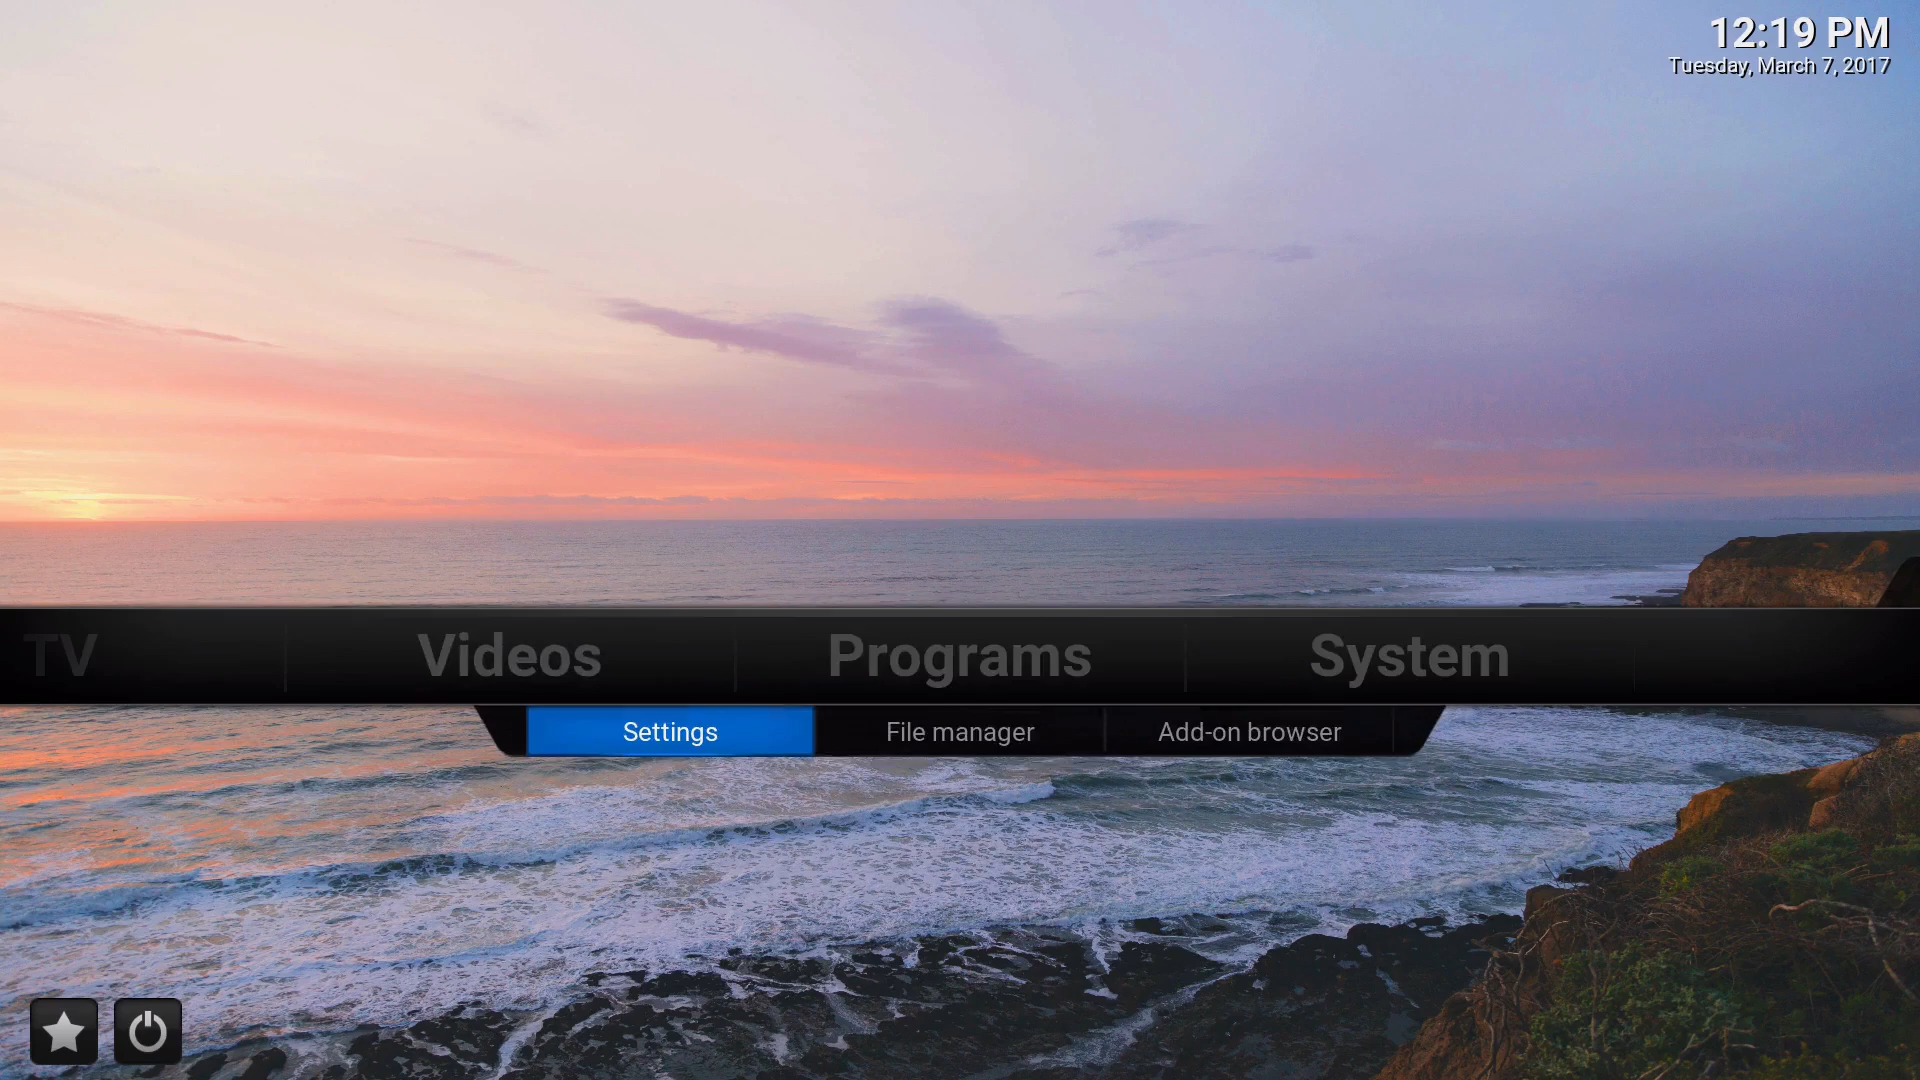 12:19 PM
Tuesday, March 7, 2017
TV
Videos
Programs
System
Settings
File manager
Add-on browser